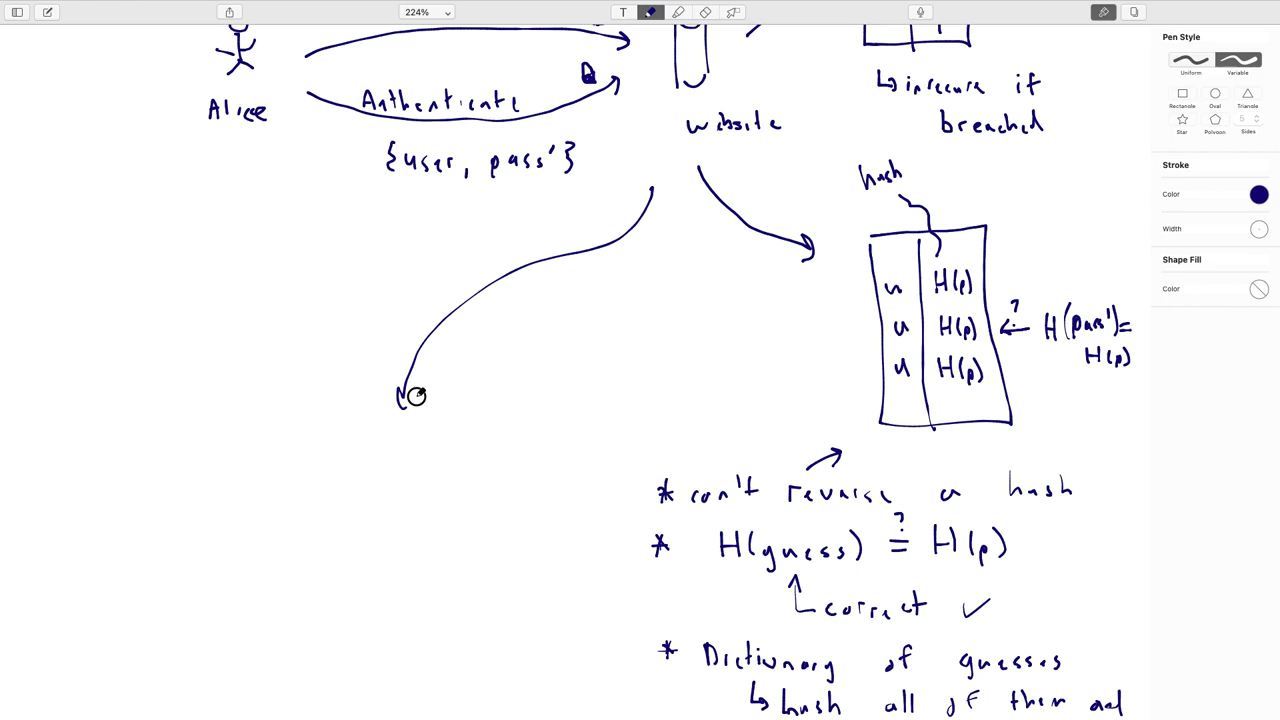 224%
T
Pen Style
Uniform Variable
Rectangle Oval Triangle
Star Polygon 5 Sides
Stroke
Color
Width
Shape Fill
Color
Alice
Authenticate
{user, pass'}
website
↳ insecure if
breached
hash
u H(p)
u H(p)
u H(p)
? H(pass')=
H(p)
* can't reverse a hash
* H(guess) ?= H(p)
correct ✓
* Dictionary of guesses
↳ hash all of them